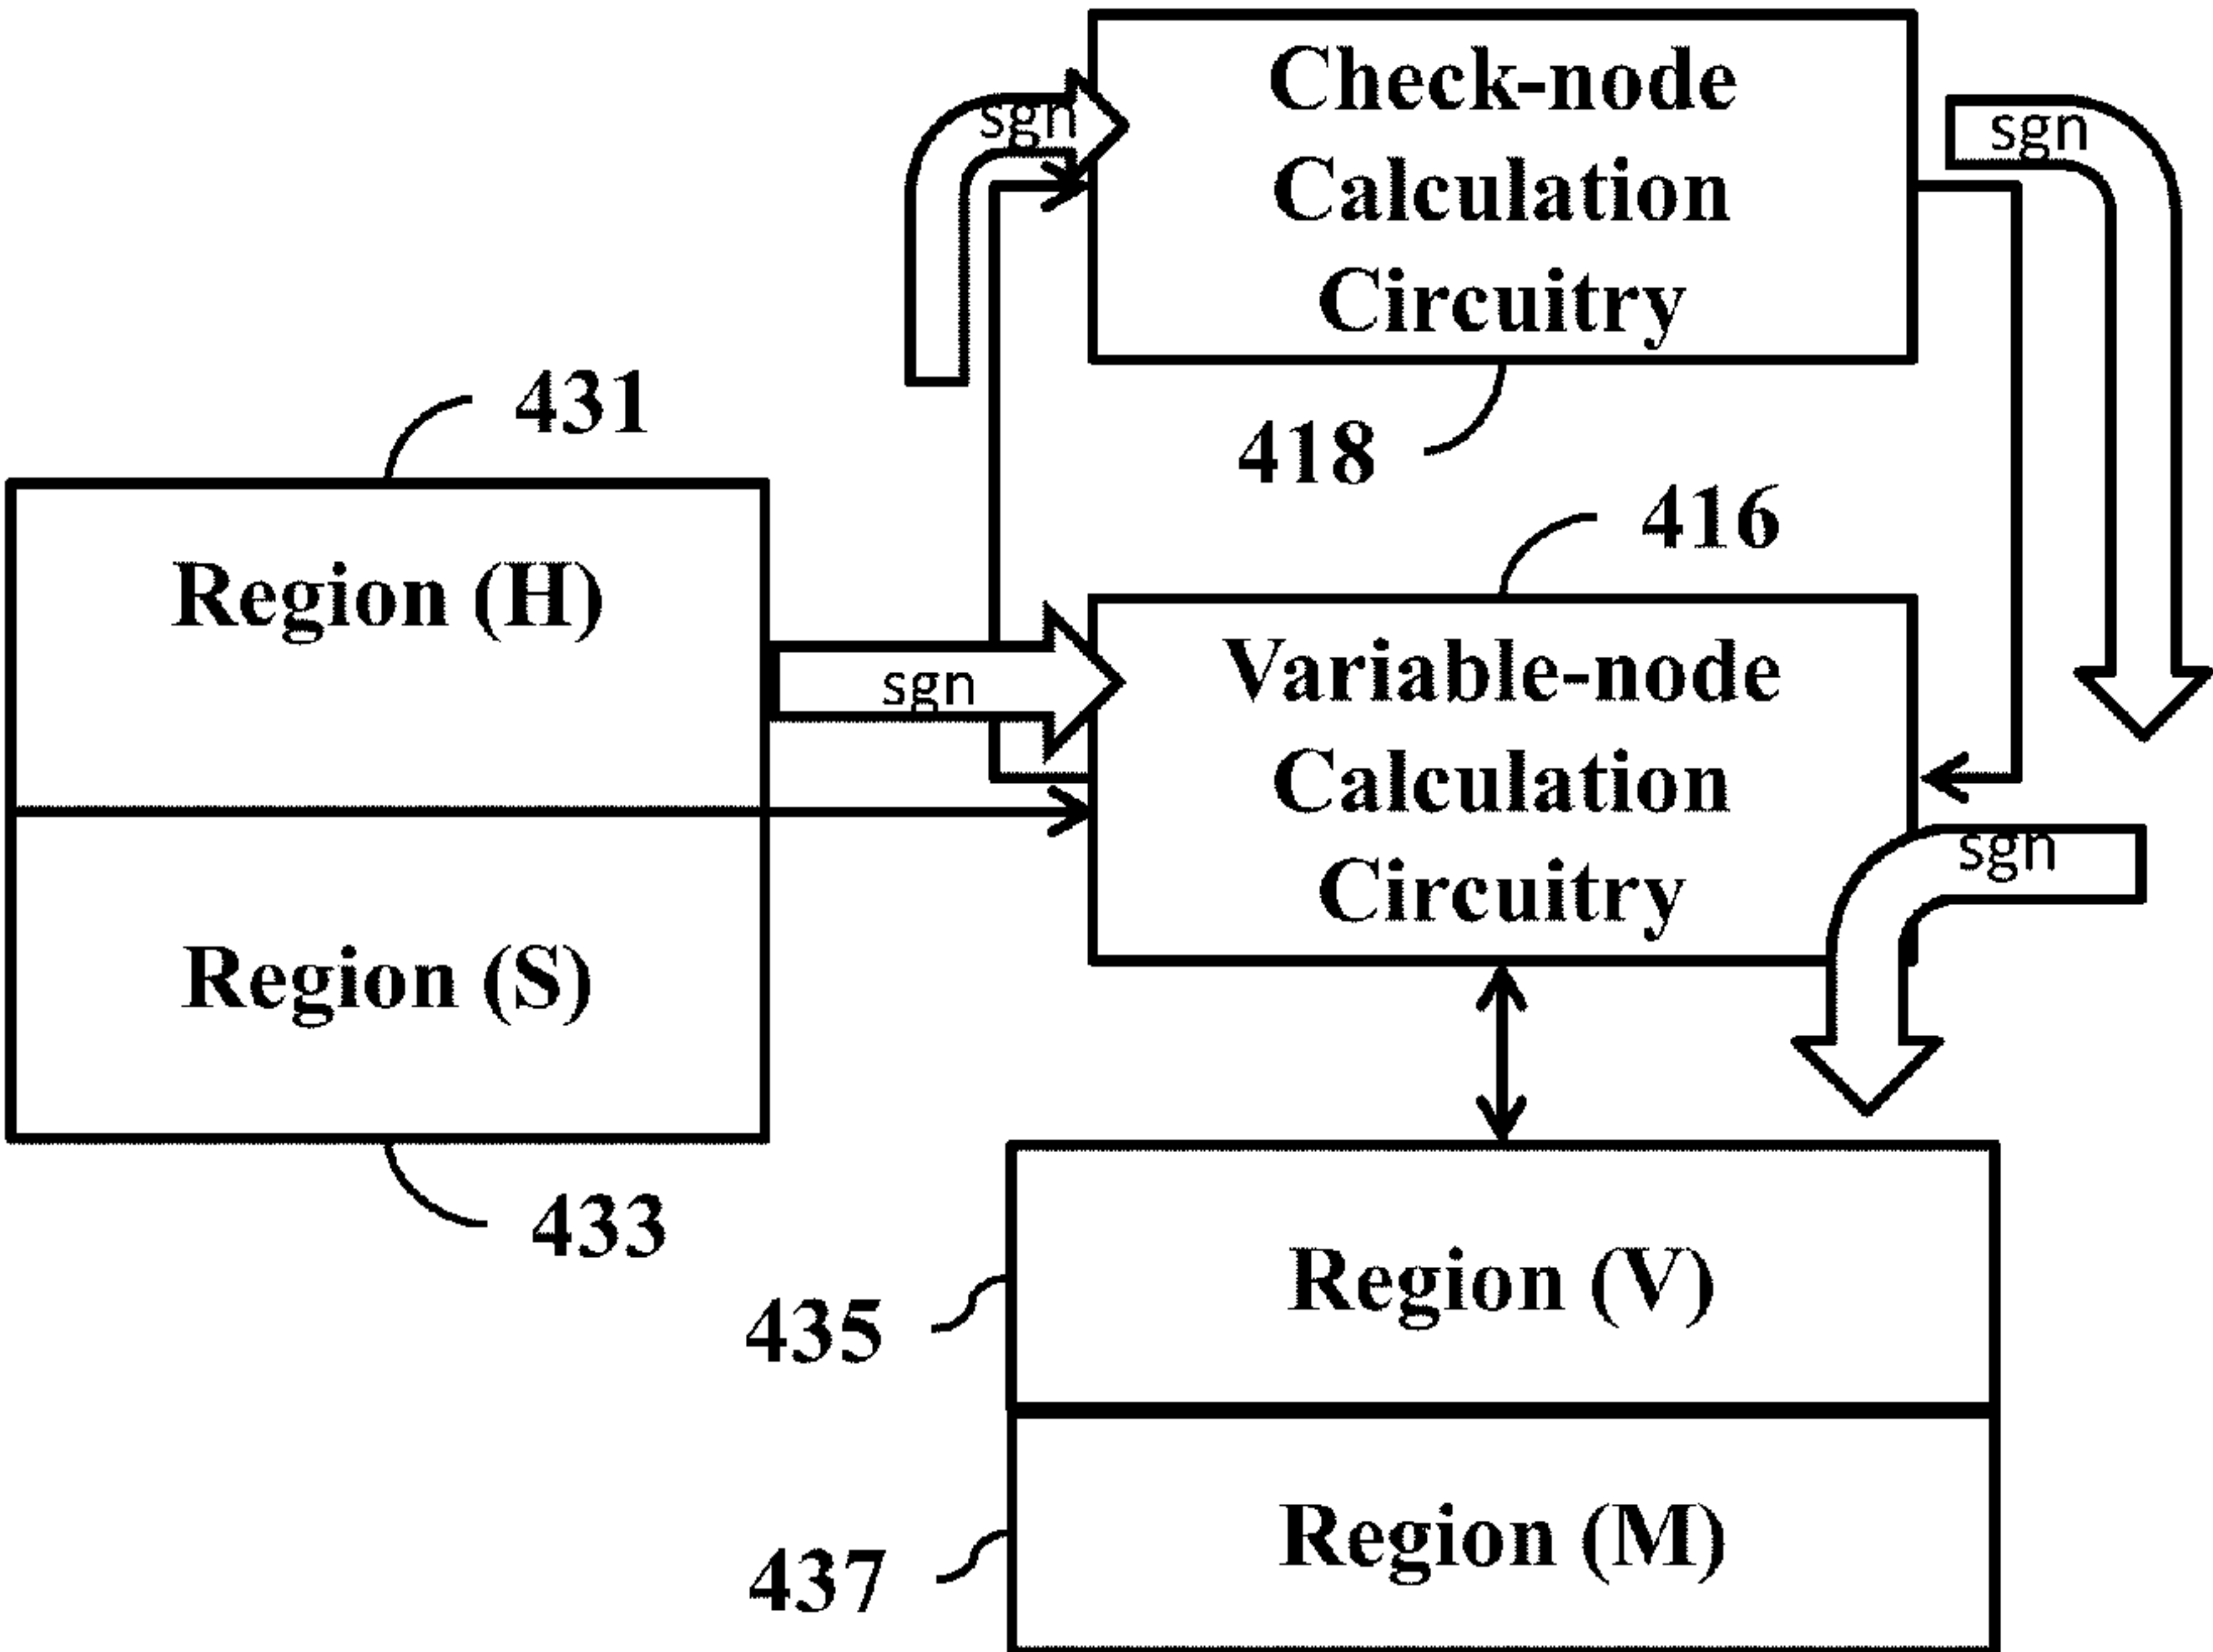 Check-node
Calculation
Circuitry
sgn
sgn
431
418
416
Region (H)
sgn
Variable-node
Calculation
Circuitry
sgn
Region (S)
433
Region (V)
435
Region (M)
437